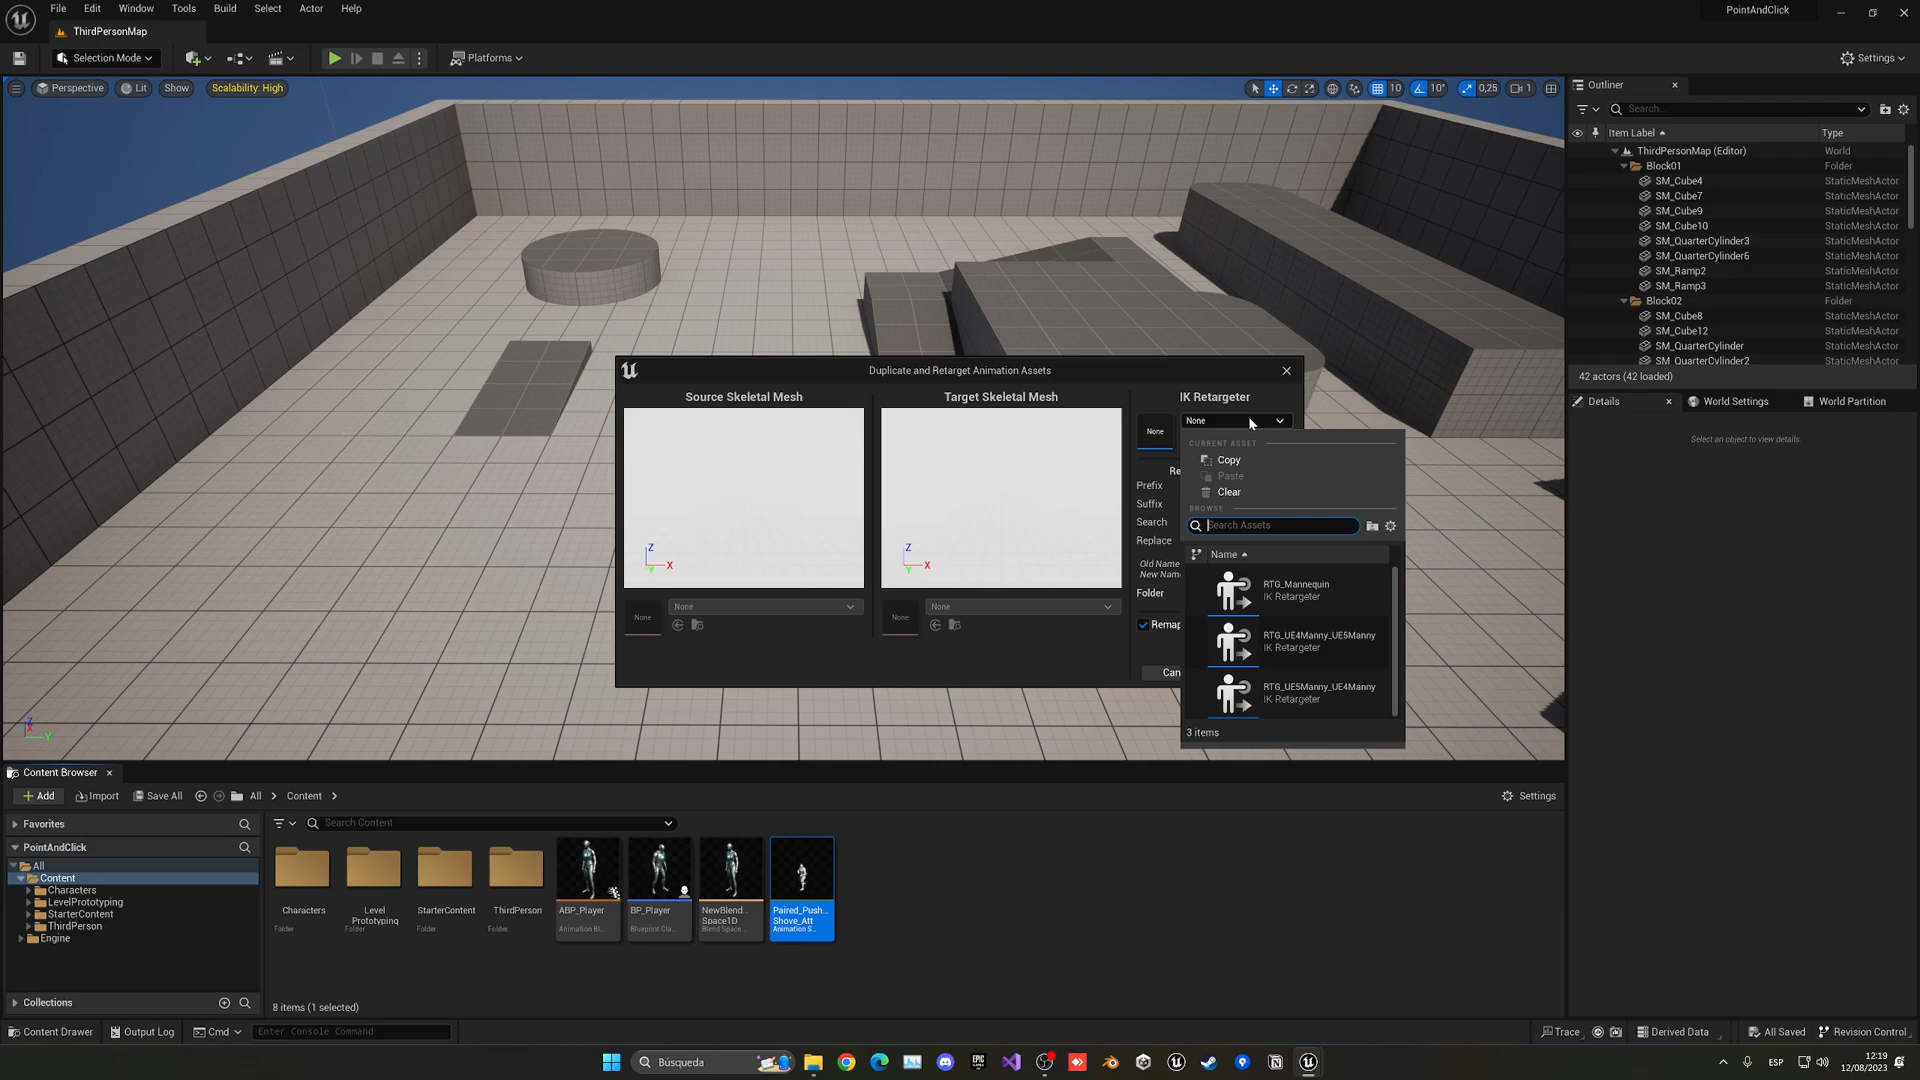 File Edit Window Tools Build Select Actor Help
PointAndClick
ThirdPersonMap
Selection Mode
Platforms
Settings
Perspective Lit Show Scalability: High
10 10° 0,25 1
Outliner
Search...
Item Label Type
ThirdPersonMap (Editor) World
Block01 Folder
SM_Cube4 StaticMeshActor
SM_Cube7 StaticMeshActor
SM_Cube9 StaticMeshActor
SM_Cube10 StaticMeshActor
SM_QuarterCylinder3 StaticMeshActor
SM_QuarterCylinder6 StaticMeshActor
SM_Ramp2 StaticMeshActor
SM_Ramp3 StaticMeshActor
Block02 Folder
SM_Cube8 StaticMeshActor
SM_Cube12 StaticMeshActor
SM_QuarterCylinder StaticMeshActor
SM_QuarterCylinder2 StaticMeshActor
42 actors (42 loaded)
Details World Settings World Partition
Select an object to view details.
Duplicate and Retarget Animation Assets
Source Skeletal Mesh Target Skeletal Mesh IK Retargeter
None None
CURRENT ASSET
Copy
Paste
Clear
BROWSE
Search Assets
Name
RTG_Mannequin
IK Retargeter
RTG_UE4Manny_UE5Manny
IK Retargeter
RTG_UE5Manny_UE4Manny
IK Retargeter
3 items
Re
Prefix
Suffix
Search
Replace
Old Name
New Nam
Folder
Remap
Can
Z X Y
Z X Y
None None
None None
Z X Y
Content Browser
Add Import Save All All Content
Settings
Favorites
Search Content
PointAndClick
All
Content
Characters
LevelPrototyping
StarterContent
ThirdPerson
Engine
Collections
Characters
Folder
Level
Prototyping
Folder
StarterContent
Folder
ThirdPerson
Folder
ABP_Player
Animation Bl...
BP_Player
Blueprint Cla...
NewBlend...
Space1D
Blend Space...
Paired_Push...
Shove_Att
Animation S...
8 items (1 selected)
Content Drawer Output Log Cmd Enter Console Command
Trace Derived Data All Saved Revision Control
Búsqueda
EPIC
GAMES
ESP
12:19
12/08/2023